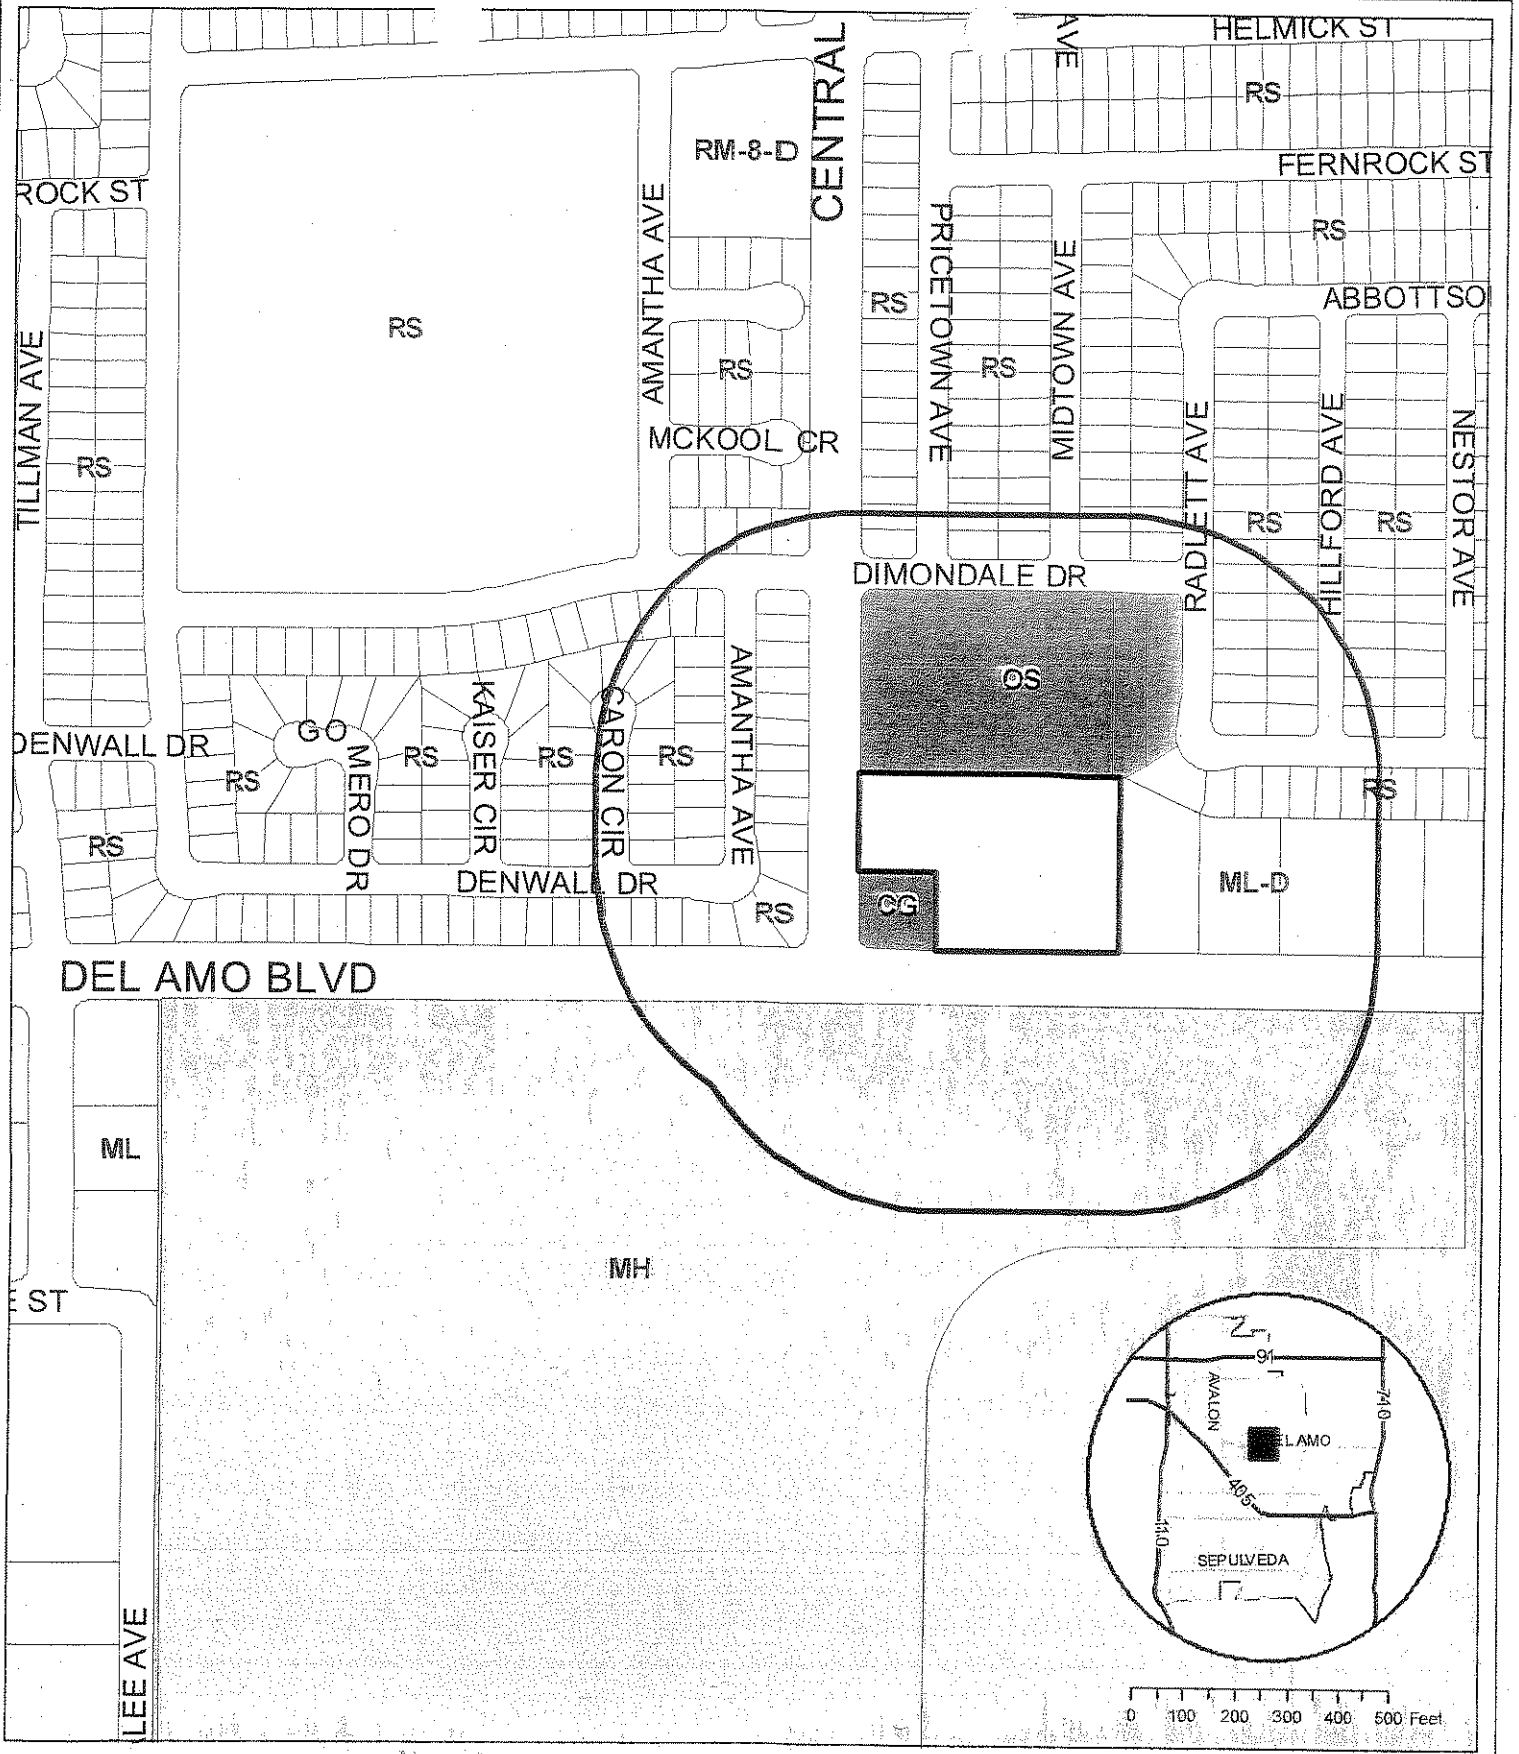 HELMICK ST
AVE
CENTRAL
RS
RM-8-D
FERNROCK ST
ROCK ST
AMANTHA AVE
PRICETOWN AVE
MIDTOWN AVE
RS
RS
ABBOTTSO
RS
TILLMAN AVE
RS
RS
RADLETT AVE
HILLFORD AVE
NESTOR AVE
MCKOOL CR
RS
RS
RS
DIMONDALE DR
OS
AMANTHA AVE
KAISER CIR
CARON CIR
GO
MERO DR
DENWALL DR
RS
RS
RS
RS
RS
RS
DENWALL DR
ML-D
CG
RS
DEL AMO BLVD
ML
MH
E ST
91
AVALON
710
EL AMO
405
110
SEPULVEDA
LEE AVE
0 100 200 300 400 500 Feet